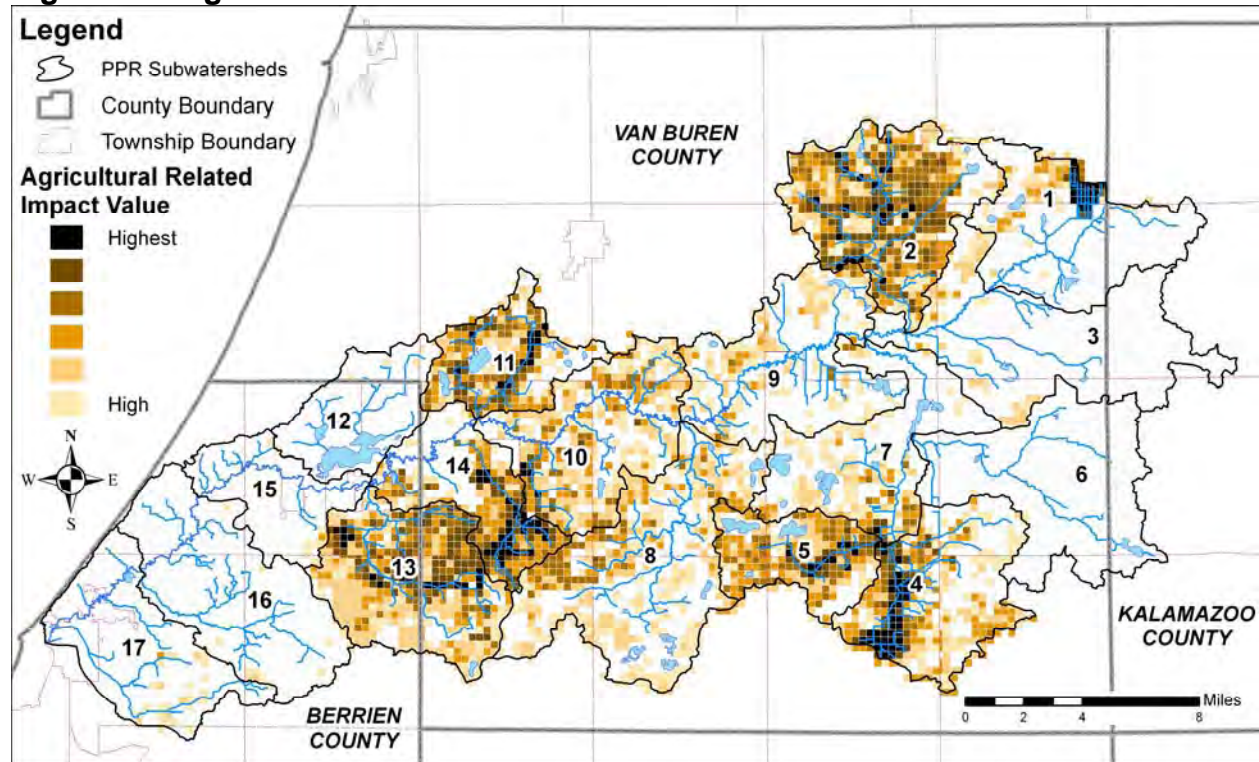 Legend
PPR Subwatersheds
County Boundary
Township Boundary
Agricultural Related
Impact Value
Highest
High
N
W
E
S
VAN BUREN
COUNTY
1
2
3
9
11
12
10
14
7
6
15
8
5
4
13
16
17
KALAMAZOO
COUNTY
BERRIEN
COUNTY
Miles
0
2
4
8